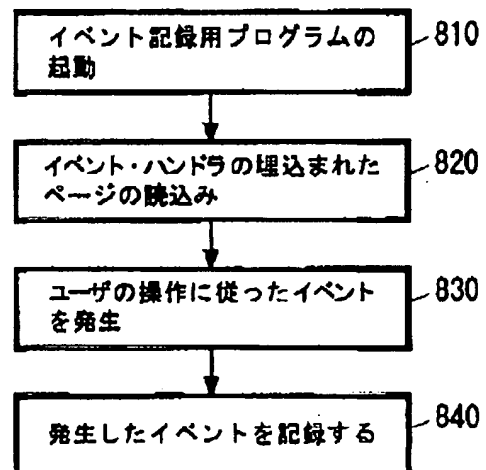 イベント記録用プログラムの
起動
810
イベント・ハンドラの埋込まれた
ページの読込み
820
ユーザの操作に従ったイベント
を発生
830
発生したイベントを記録する
840